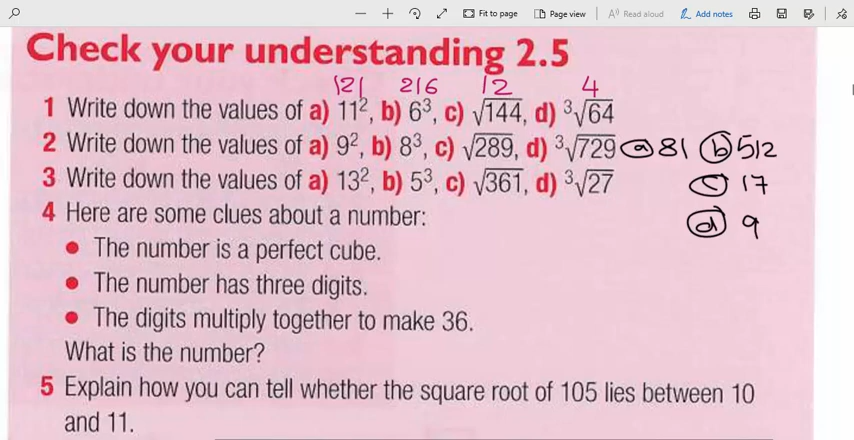 Fit to page Page view Read aloud Add notes
Check your understanding 2.5
121 216 12 4
1 Write down the values of a) 11², b) 6³, c) √144, d) ³√64
2 Write down the values of a) 9², b) 8³, c) √289, d) ³√729 a 81 b 512
3 Write down the values of a) 13², b) 5³, c) √361, d) ³√27 c 17
4 Here are some clues about a number: d 9
• The number is a perfect cube.
• The number has three digits.
• The digits multiply together to make 36.
What is the number?
5 Explain how you can tell whether the square root of 105 lies between 10
and 11.